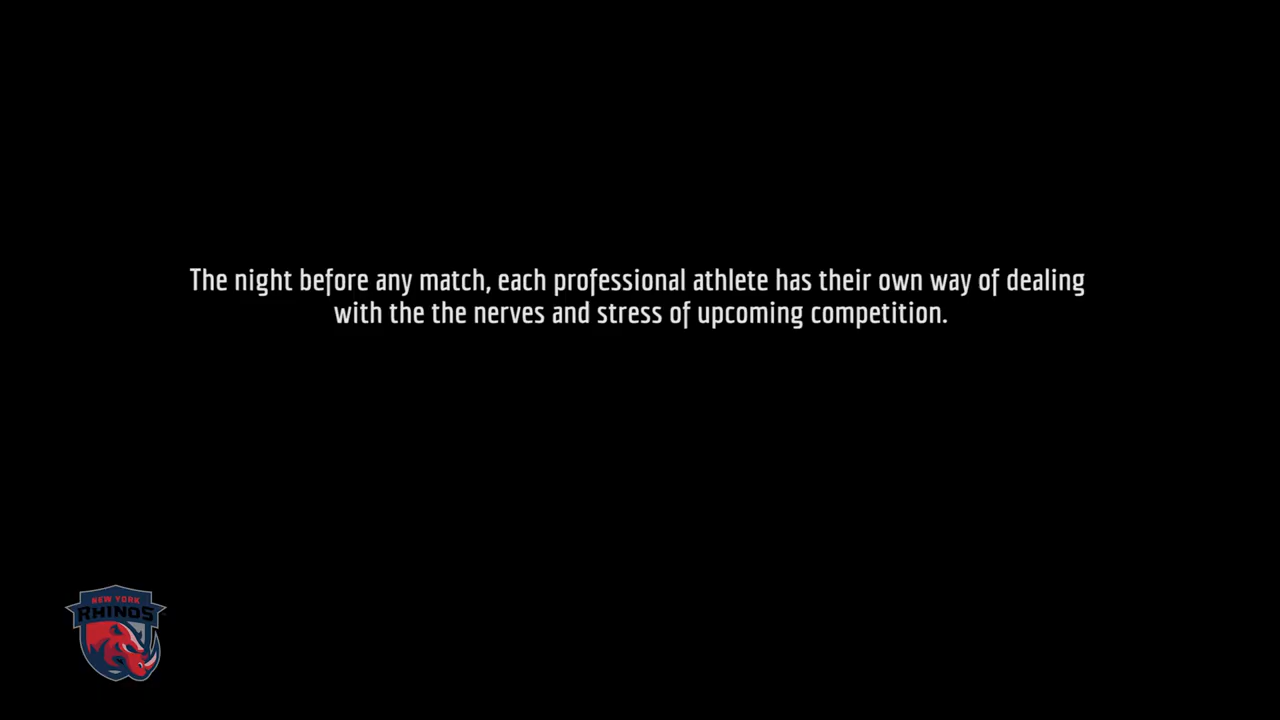 The night before any match, each professional athlete has their own way of dealing
with the the nerves and stress of upcoming competition.
NEW YORK
RHINOS